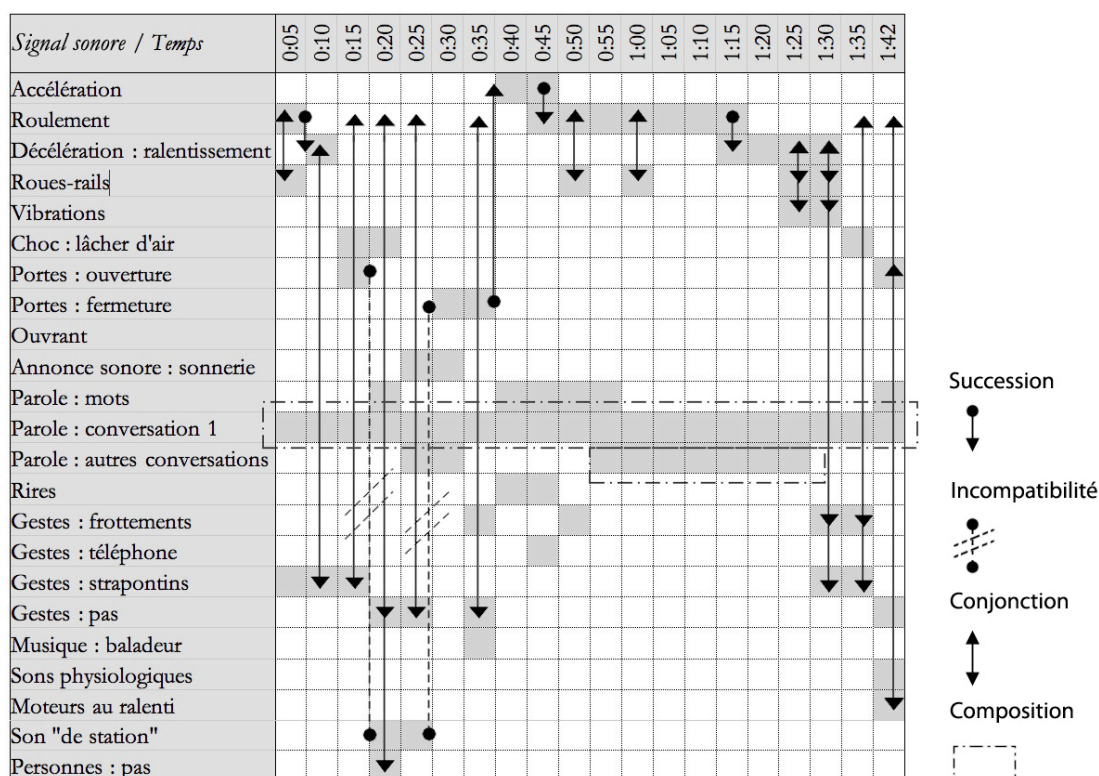 Signal sonore / Temps 0:05 0:10 0:15 0:20 0:25 0:30 0:35 0:40 0:45 0:50 0:55 1:00 1:05 1:10 1:15 1:20 1:25 1:30 1:35 1:42
Accélération
Roulement
Décélération : ralentissement
Roues-rails
Vibrations
Choc : lâcher d'air
Portes : ouverture
Portes : fermeture
Ouvrant
Annonce sonore : sonnerie
Parole : mots
Parole : conversation 1
Parole : autres conversations
Rires
Gestes : frottements
Gestes : téléphone
Gestes : strapontins
Gestes : pas
Musique : baladeur
Sons physiologiques
Moteurs au ralenti
Son "de station"
Personnes : pas
Succession
Incompatibilité
Conjonction
Composition